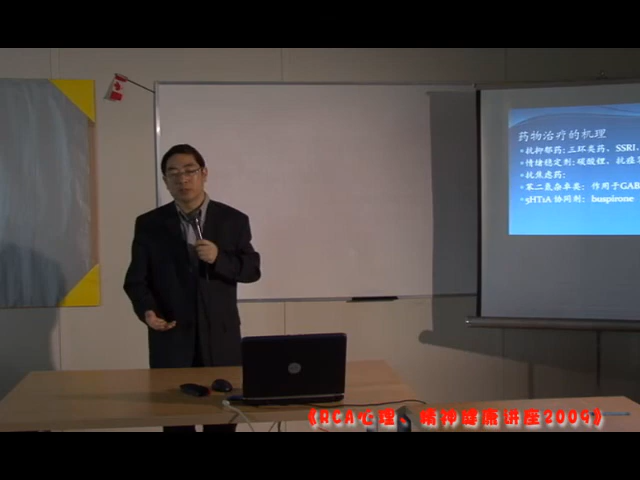 药物治疗的机理
•抗抑郁药：三环类药、SSRI、
•情绪稳定剂：碳酸锂、抗癫
•抗焦虑药：
•苯二氮杂卓类： 作用于GAB
•5HT1A 协同剂： buspirone
《RCA心理、精神健康讲座2009》